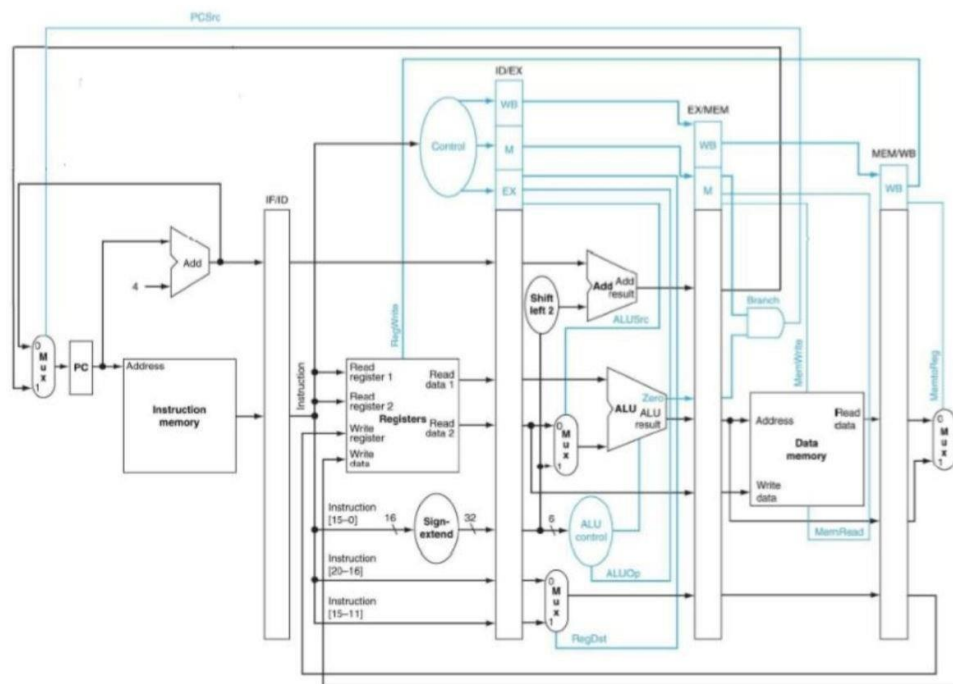 PCSrc
ID/EX
WB
EX/MEM
Control
M
WB
MEM/WB
EX
M
WB
IF/ID
Add
4
Add
Add
result
Shift
left 2
Branch
ALUSrc
RegWrite
MemWrite
MemtoReg
0
M
u
x
1
PC
Address
Instruction
memory
Instruction
Read
register 1
Read
data 1
Read
register 2
Registers
Read
data 2
Write
register
Write
data
0
M
u
x
1
Zero
ALU
ALU
result
Address
Read
data
Data
memory
Write
data
0
M
u
x
1
Instruction
[15–0]
16
Sign-
extend
32
6
ALU
control
MemRead
Instruction
[20–16]
ALUOp
0
M
u
x
1
Instruction
[15–11]
RegDst